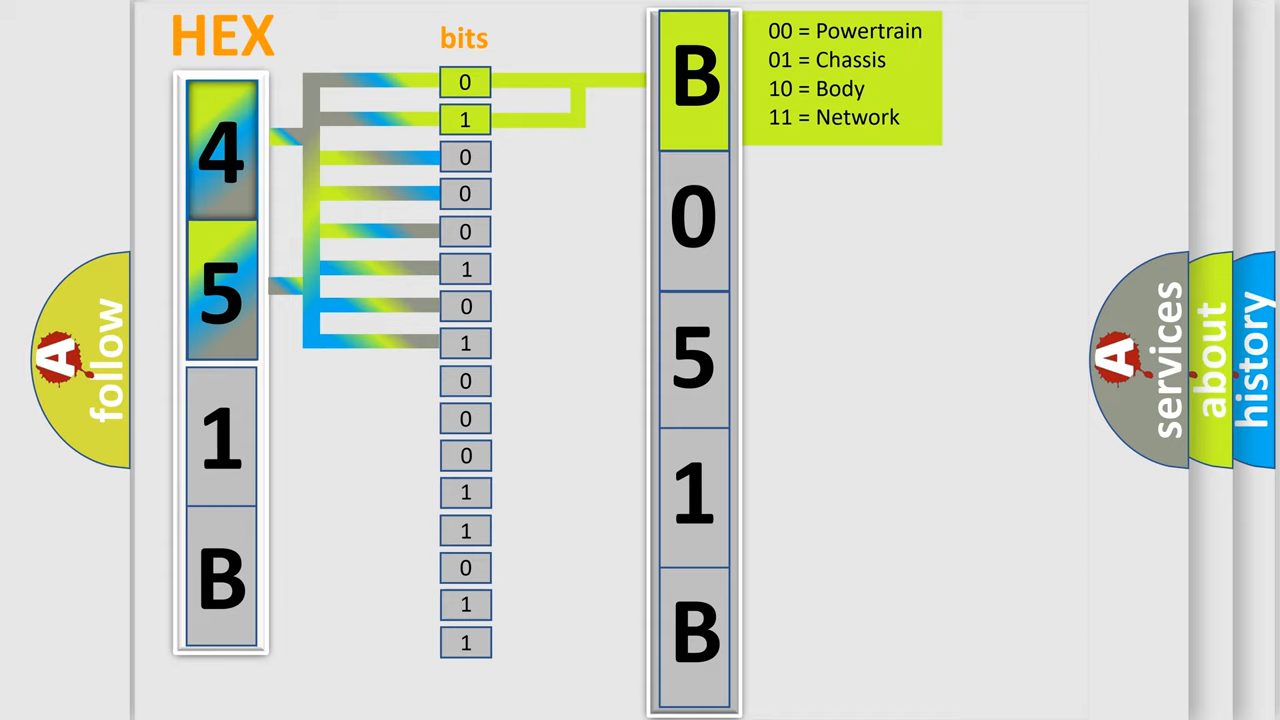 HEX
bits
4
5
1
B
0
1
0
0
0
1
0
1
0
0
0
1
1
0
1
1
B
0
5
1
B
00 = Powertrain
01 = Chassis
10 = Body
11 = Network
A
follow
A
services
about
history